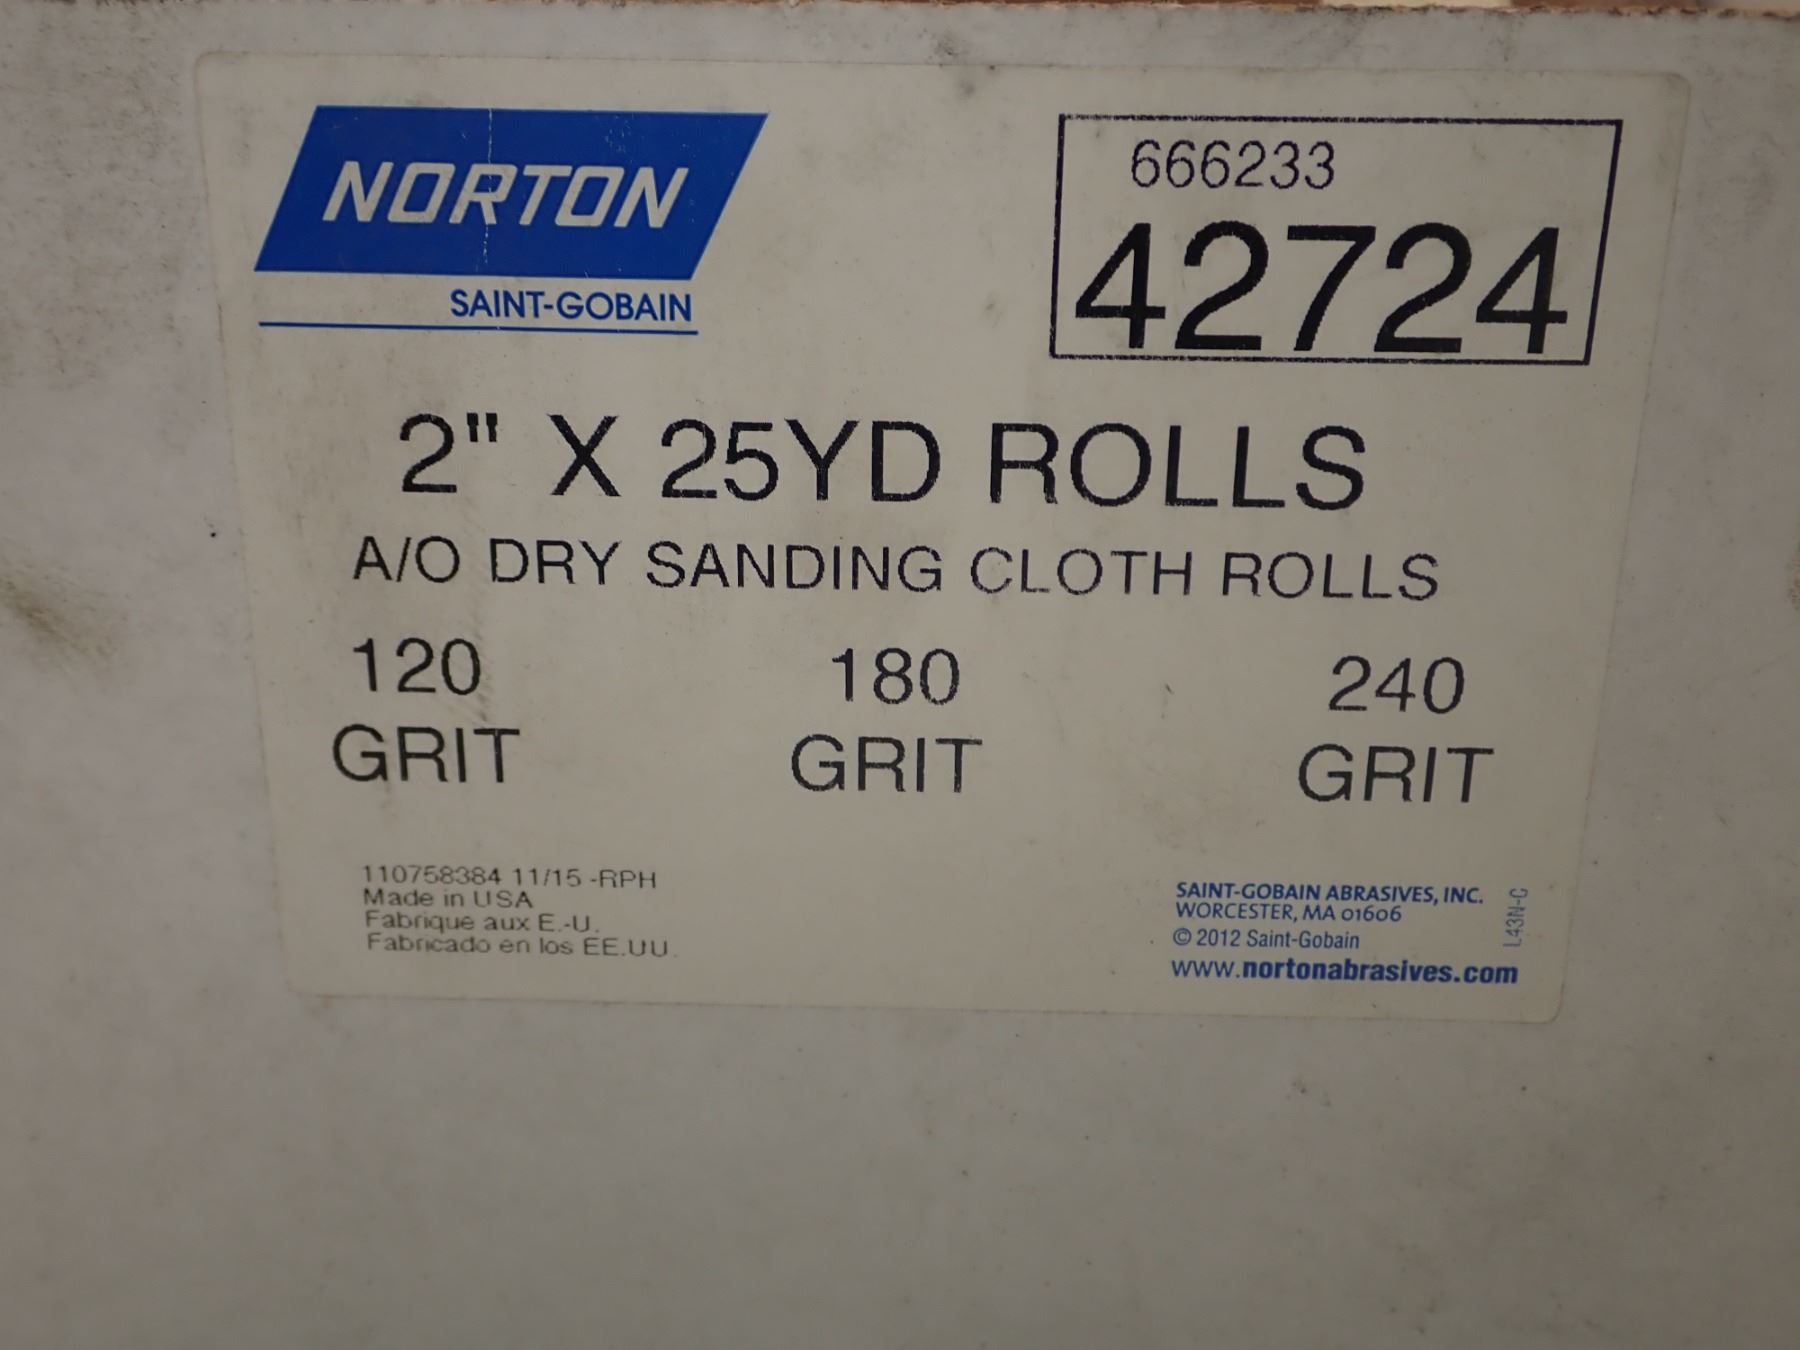 NORTON
SAINT-GOBAIN
666233
42724
2" X 25YD ROLLS
A/O DRY SANDING CLOTH ROLLS
120 180 240
GRIT GRIT GRIT
110758384 11/15 -RPH
Made in USA
Fabrique aux E.-U.
Fabricado en los EE.UU.
SAINT-GOBAIN ABRASIVES, INC.
WORCESTER, MA 01606
© 2012 Saint-Gobain
www.nortonabrasives.com
L43N-C